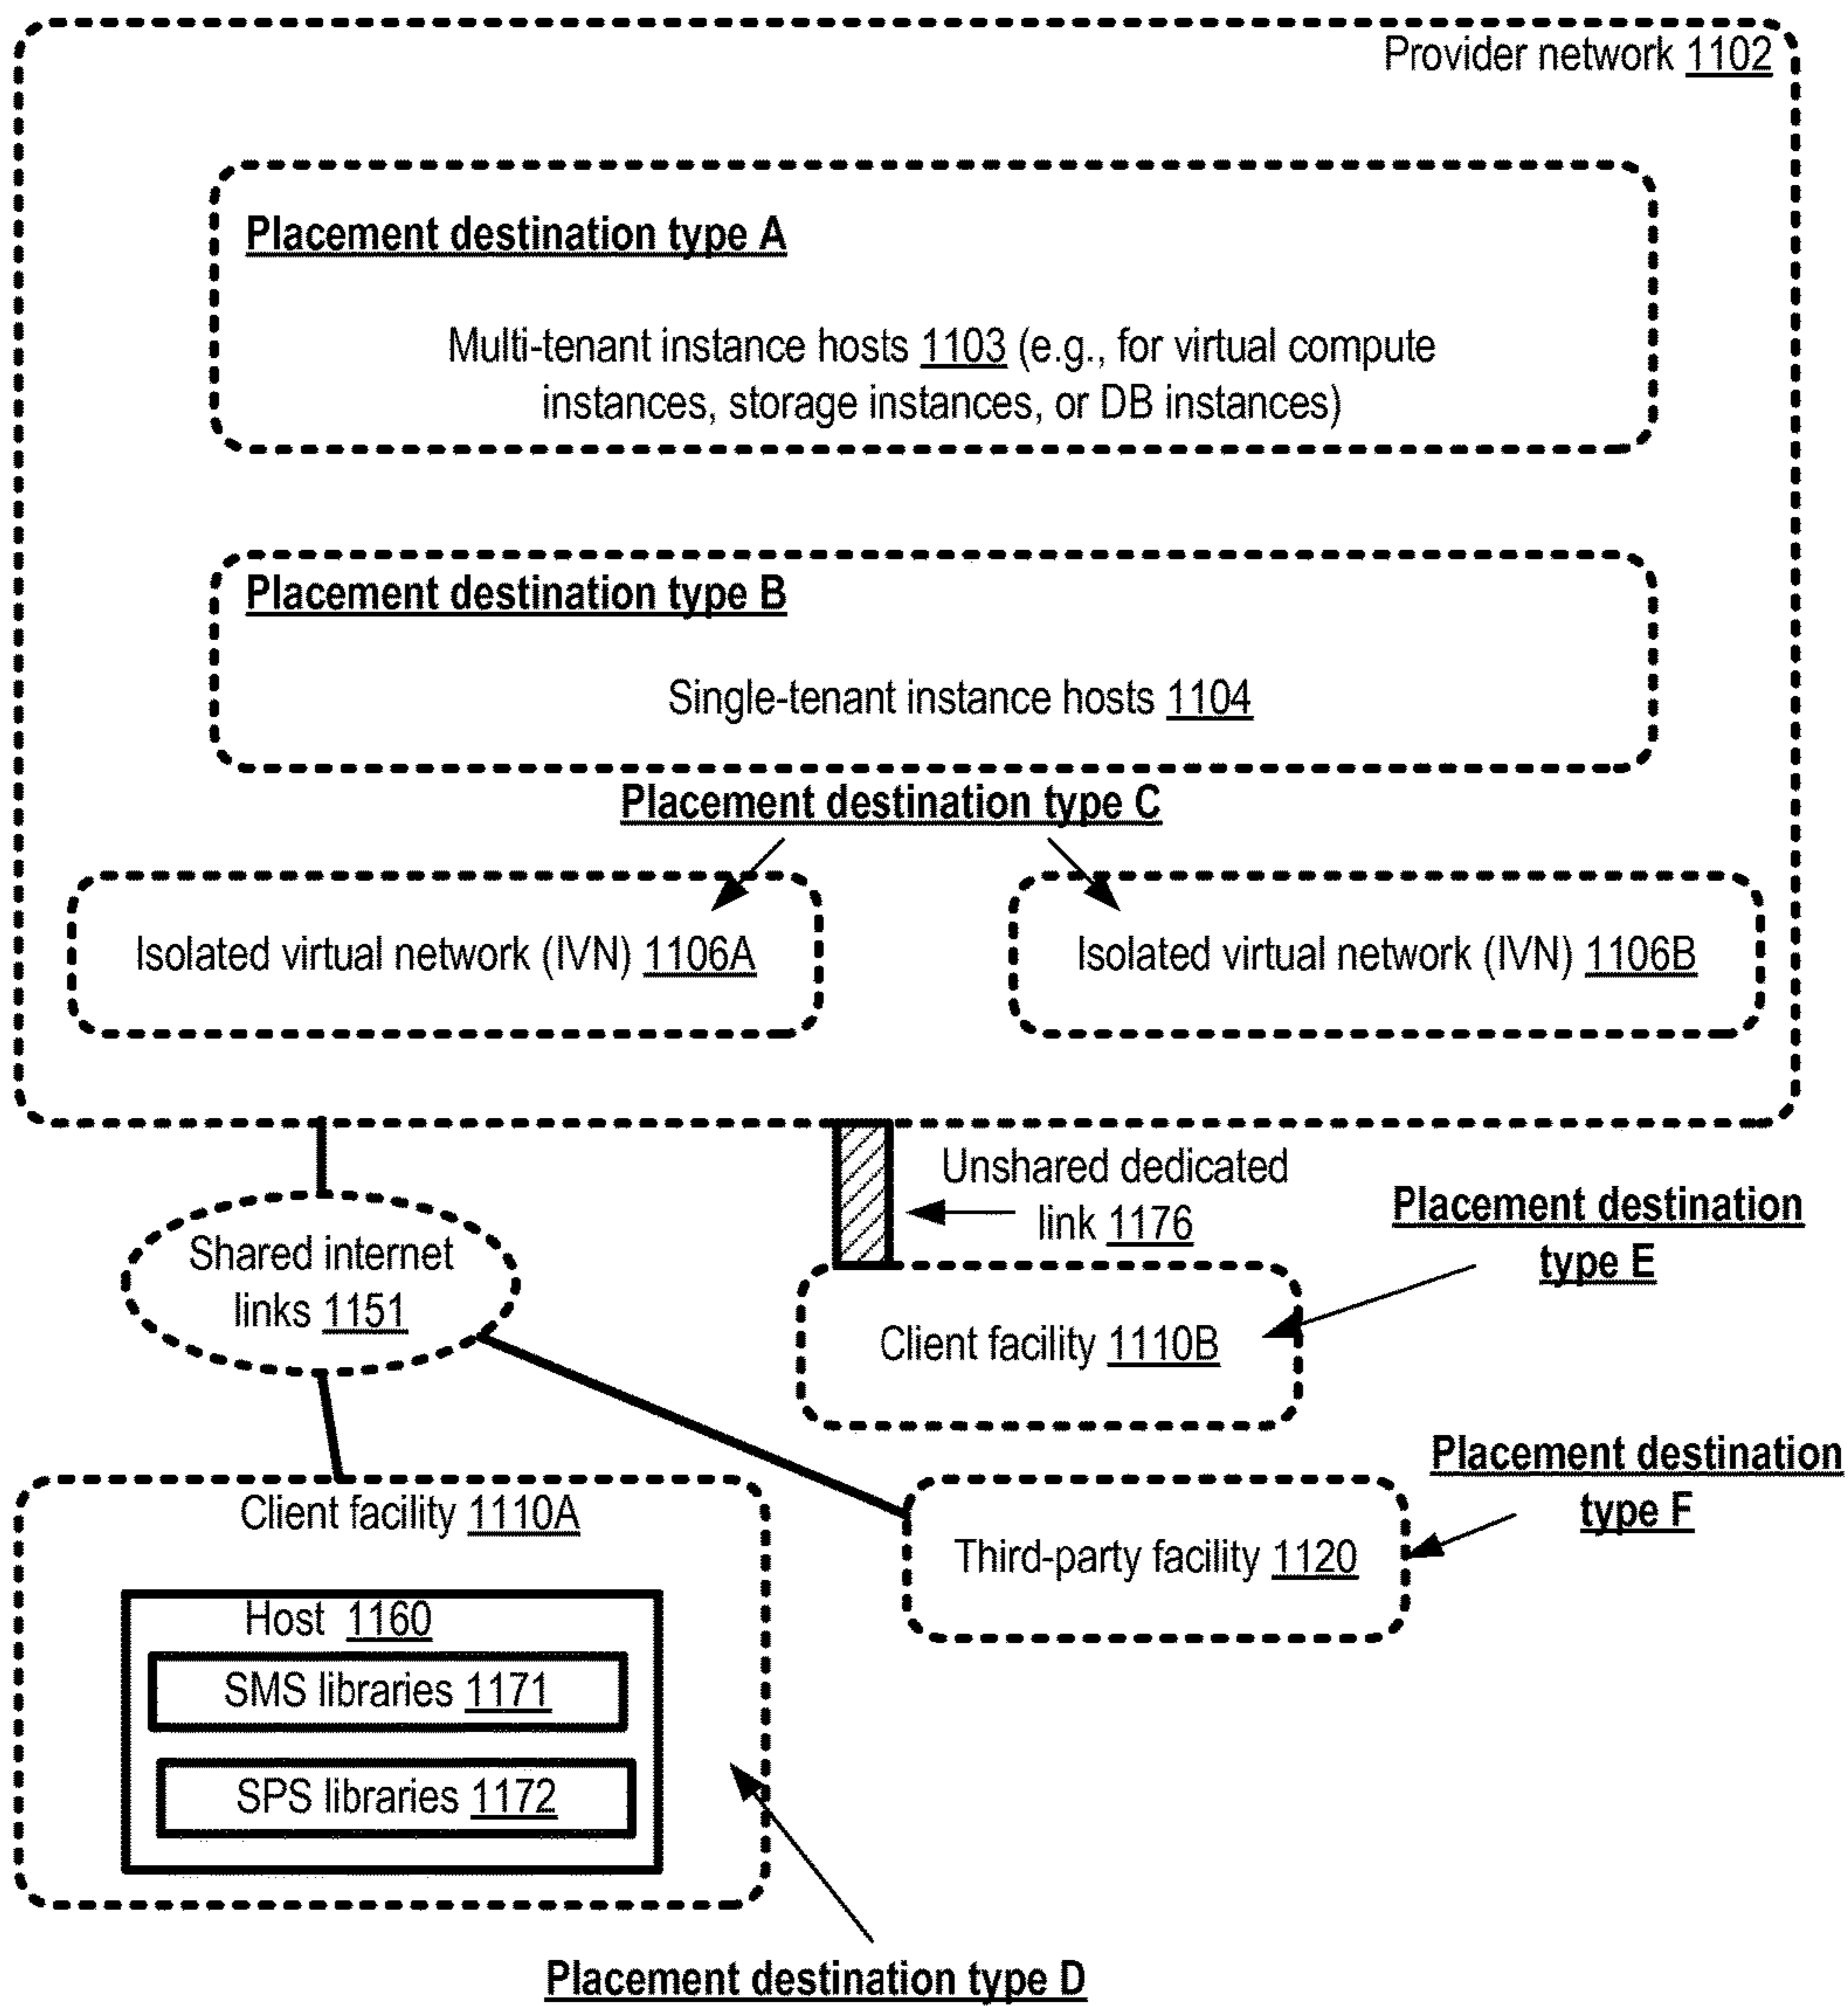 Provider network 1102
Placement destination type A
Multi-tenant instance hosts 1103 (e.g., for virtual compute
instances, storage instances, or DB instances)
Placement destination type B
Single-tenant instance hosts 1104
Placement destination type C
Isolated virtual network (IVN) 1106A
Isolated virtual network (IVN) 1106B
Unshared dedicated
link 1176
Placement destination
type E
Shared internet
links 1151
Client facility 1110B
Placement destination
type F
Client facility 1110A
Third-party facility 1120
Host 1160
SMS libraries 1171
SPS libraries 1172
Placement destination type D